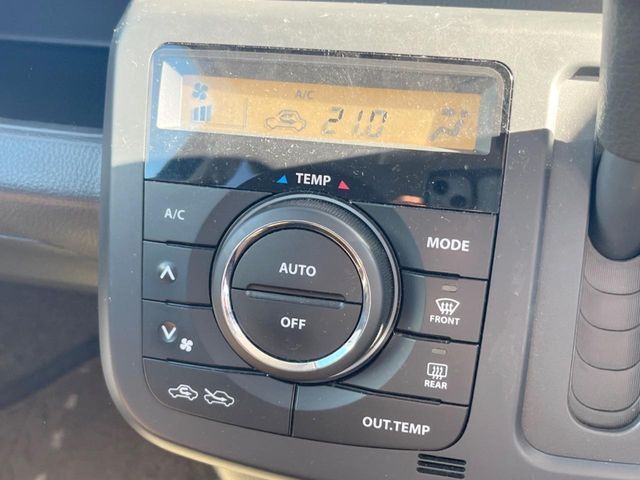 A/C
21.0
TEMP
A/C
MODE
AUTO
OFF
FRONT
REAR
OUT.TEMP